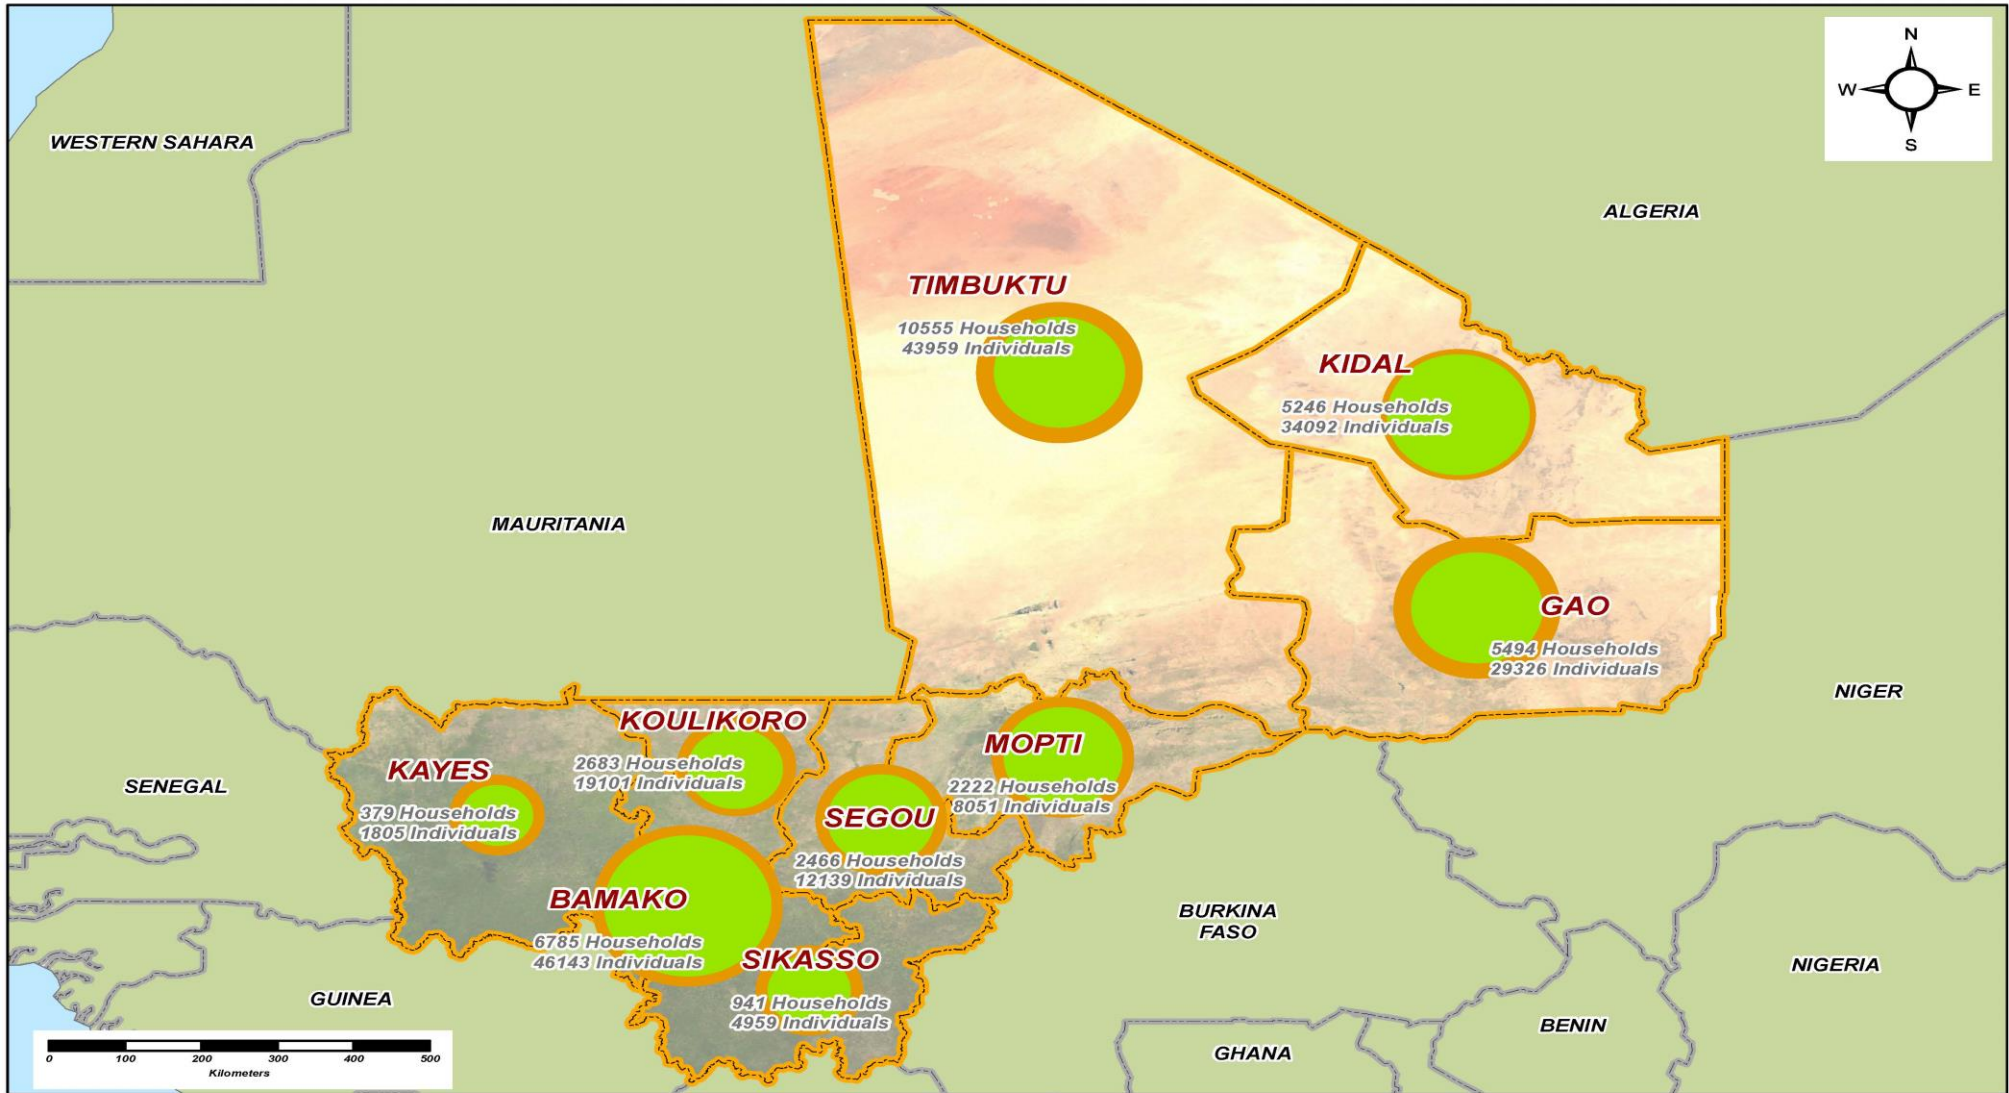 N
W
E
S
WESTERN SAHARA
ALGERIA
TIMBUKTU
10555 Households
43959 Individuals
KIDAL
5246 Households
34092 Individuals
MAURITANIA
GAO
5494 Households
29326 Individuals
NIGER
KOULIKORO
2683 Households
19101 Individuals
MOPTI
2222 Households
8051 Individuals
KAYES
379 Households
1805 Individuals
SENEGAL
SEGOU
2466 Households
12139 Individuals
BAMAKO
6785 Households
46143 Individuals
SIKASSO
941 Households
4959 Individuals
BURKINA
FASO
NIGERIA
GUINEA
BENIN
GHANA
0 100 200 300 400 500
Kilometers